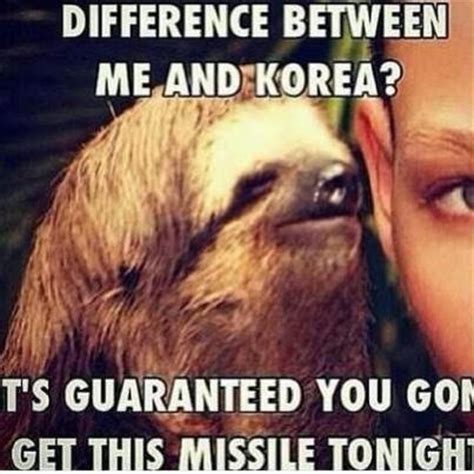 DIFFERENCE BETWEEN
ME AND KOREA?
T'S GUARANTEED YOU GON
GET THIS MISSILE TONIGHT